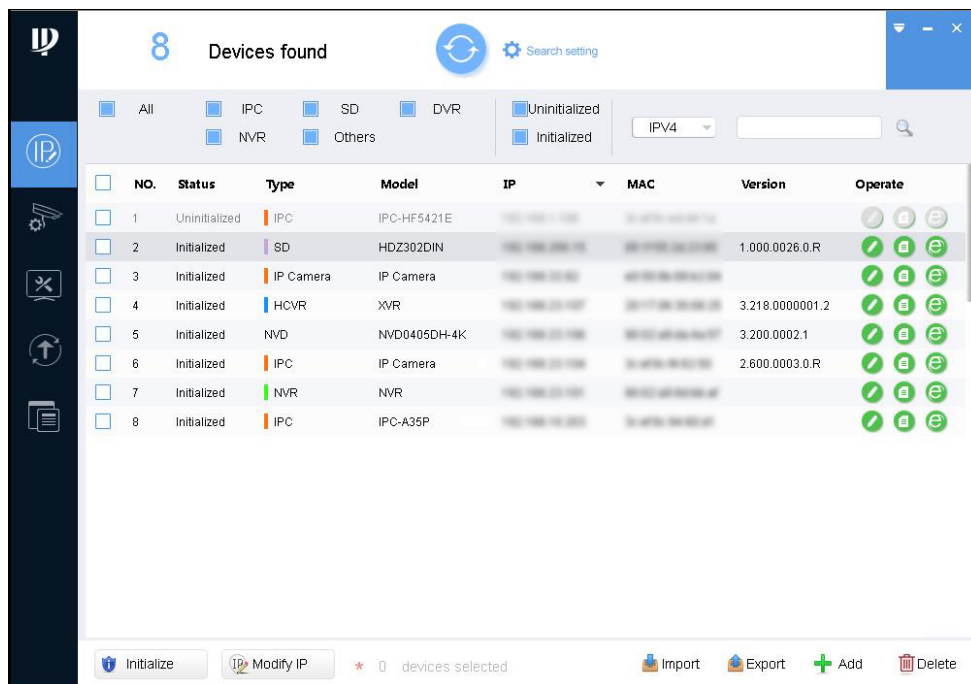 8 Devices found Search setting
All IPC SD DVR Uninitialized
NVR Others Initialized IPV4
NO. Status Type Model IP MAC Version Operate
1 Uninitialized IPC IPC-HF5421E
2 Initialized SD HDZ302DIN 1.000.0026.0.R
3 Initialized IP Camera IP Camera
4 Initialized HCVR XVR 3.218.0000001.2
5 Initialized NVD NVD0405DH-4K 3.200.0002.1
6 Initialized IPC IP Camera 2.600.0003.0.R
7 Initialized NVR NVR
8 Initialized IPC IPC-A35P
Initialize IP Modify IP * 0 devices selected Import Export Add Delete